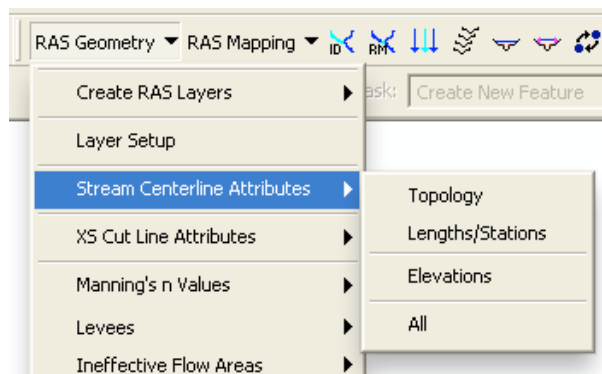 RAS Geometry RAS Mapping ID RM
ask: Create New Feature
Create RAS Layers
Layer Setup
Stream Centerline Attributes
XS Cut Line Attributes
Manning's n Values
Levees
Ineffective Flow Areas
Topology
Lengths/Stations
Elevations
All